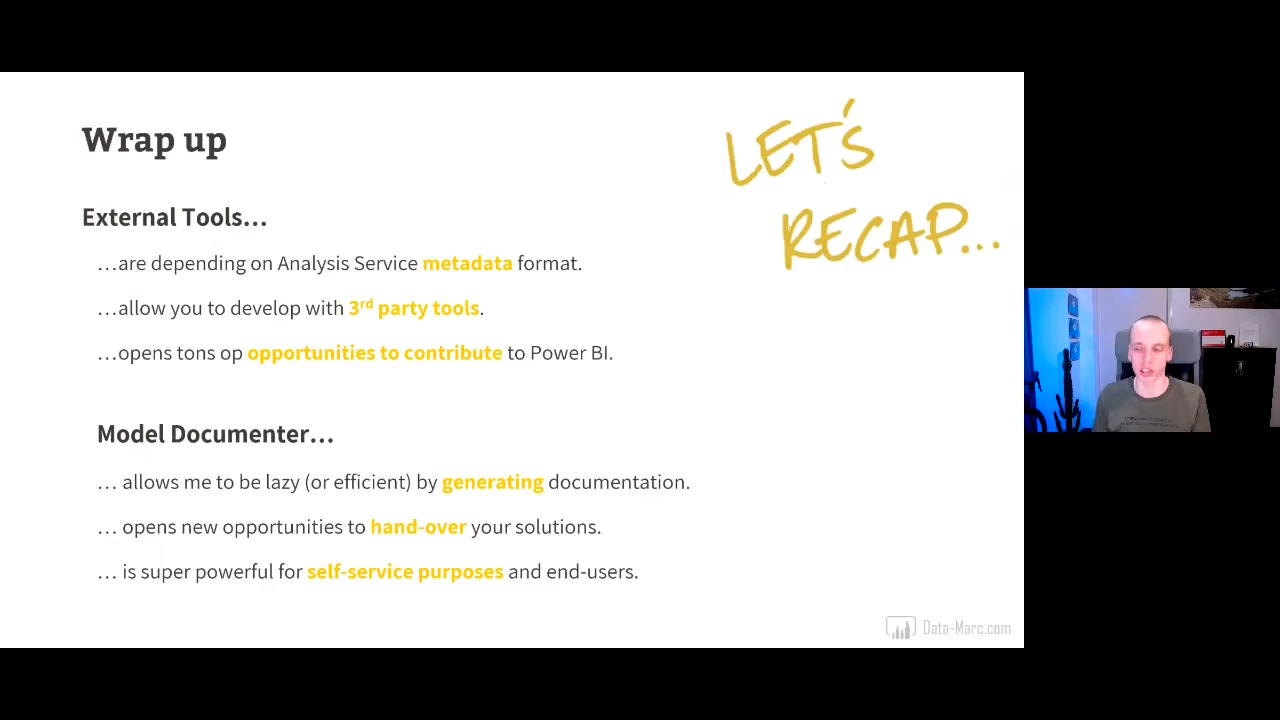 Wrap up
LET'S
RECAP...
External Tools…
…are depending on Analysis Service metadata format.
…allow you to develop with 3rd party tools.
…opens tons op opportunities to contribute to Power BI.
Model Documenter…
… allows me to be lazy (or efficient) by generating documentation.
… opens new opportunities to hand-over your solutions.
… is super powerful for self-service purposes and end-users.
Data-Marc.com